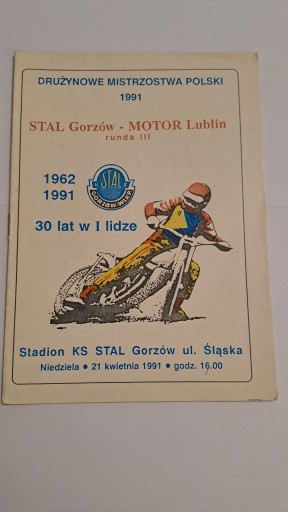 DRUŻYNOWE MISTRZOSTWA POLSKI
1991
STAL Gorzów - MOTOR Lublin
runda III
1962
1991
STAL
GORZÓW WLKP.
30 lat w I lidze
Stadion KS STAL Gorzów ul. Śląska
Niedziela • 21 kwietnia 1991 • godz. 16.00